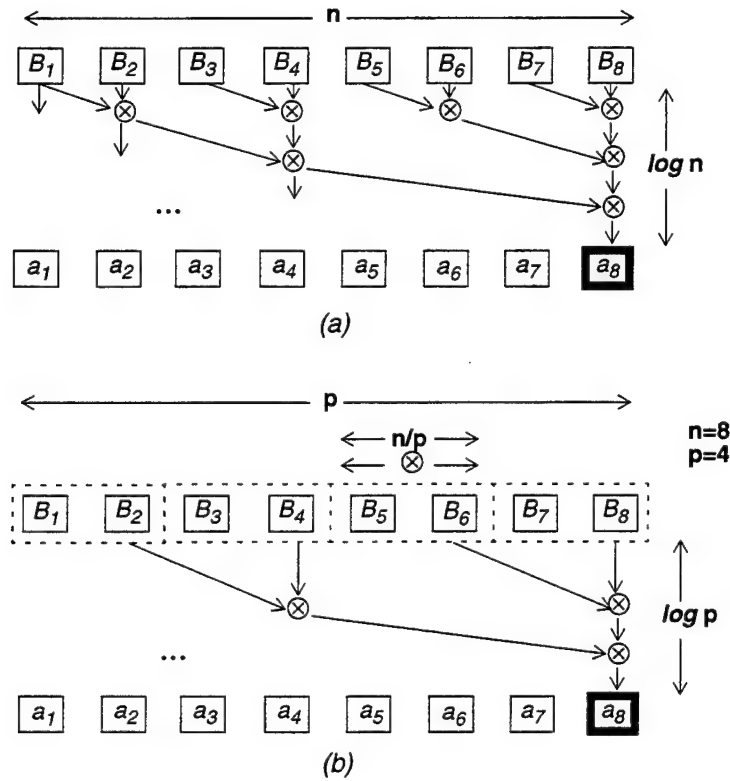 n
B1 B2 B3 B4 B5 B6 B7 B8
⊗ ⊗ ⊗ ⊗
⊗ ⊗
log n
⊗
...
a1 a2 a3 a4 a5 a6 a7 a8
(a)
p
n/p
⊗
n=8
p=4
B1 B2 B3 B4 B5 B6 B7 B8
⊗ ⊗
log p
⊗
...
a1 a2 a3 a4 a5 a6 a7 a8
(b)